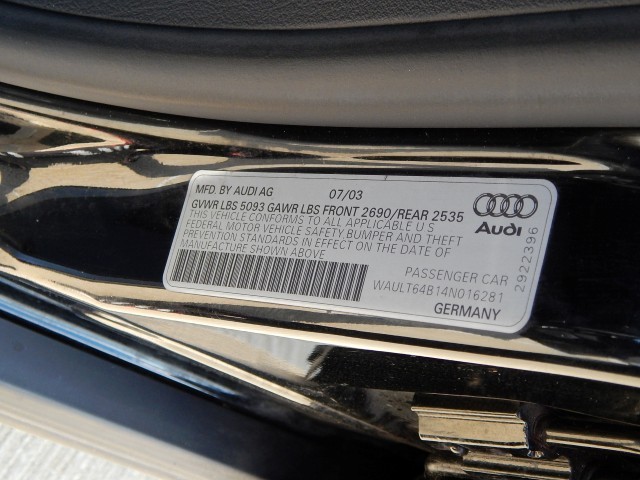 MFD. BY AUDI AG 07/03
GVWR LBS 5093 GAWR LBS FRONT 2690/REAR 2535
THIS VEHICLE CONFORMS TO ALL APPLICABLE U S
FEDERAL MOTOR VEHICLE SAFETY, BUMPER AND THEFT
PREVENTION STANDARDS IN EFFECT ON THE DATE OF
MANUFACTURE SHOWN ABOVE
PASSENGER CAR
WAULT64B14N016281
GERMANY
Audi
2922396